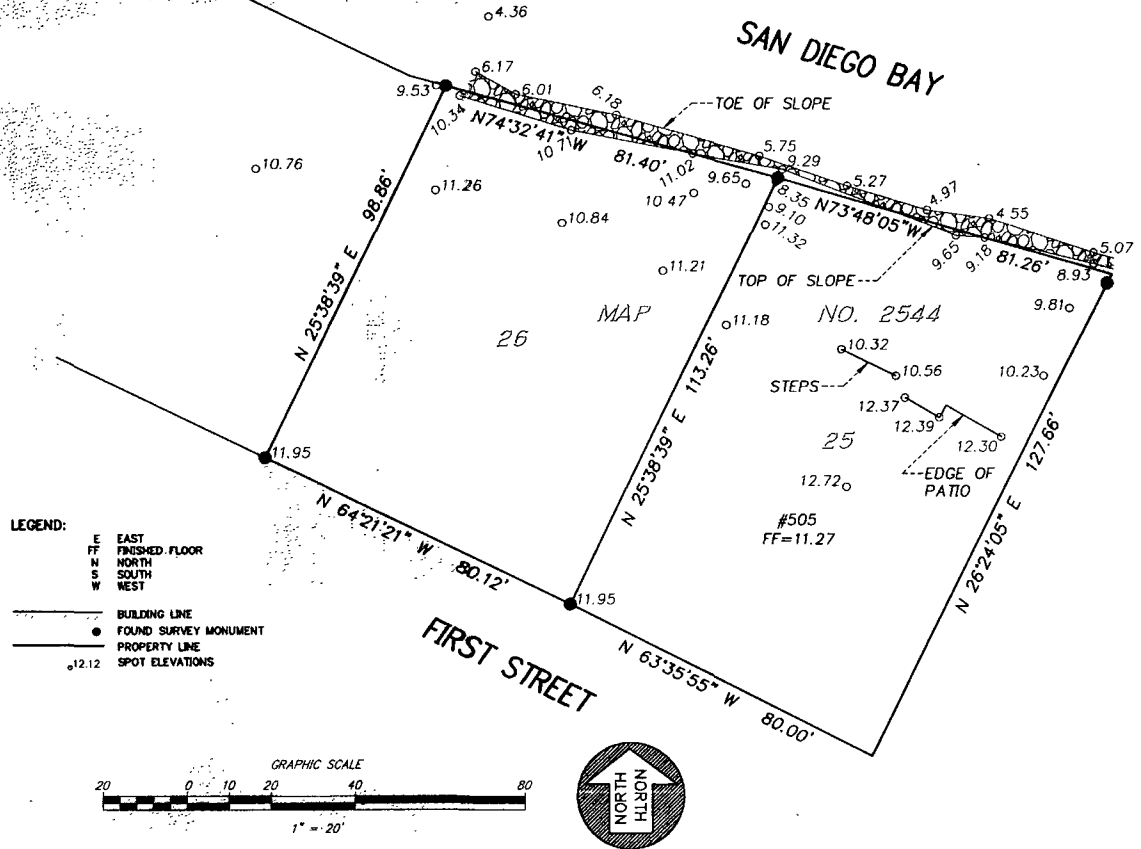 4.36
SAN DIEGO BAY
6.17
9.53
6.01
6.18
TOE OF SLOPE
10.34
N74°32'41"W
81.40'
10.71
11.02
5.75
9.29
10.76
11.26
10.47
9.65
8.35
5.27
4.97
4.55
9.10
11.32
N73°48'05"W
10.84
9.65
9.18
81.26'
5.07
8.93
N 25°38'39" E 98.86'
11.21
TOP OF SLOPE
26
MAP
NO. 2544
11.18
9.81
10.32
10.56
10.23
STEPS
12.37
12.39
12.30
25
EDGE OF
PATIO
N 25°38'39" E 113.26'
12.72
#505
FF=11.27
N 26°24'05" E 127.66'
11.95
N 64°21'21" W 80.12'
11.95
N 63°35'55" W 80.00'
FIRST STREET
LEGEND:
E EAST
FF FINISHED FLOOR
N NORTH
S SOUTH
W WEST
BUILDING LINE
FOUND SURVEY MONUMENT
PROPERTY LINE
12.12 SPOT ELEVATIONS
GRAPHIC SCALE
20 0 10 20 40 80
1" = 20'
NORTH
NORTH